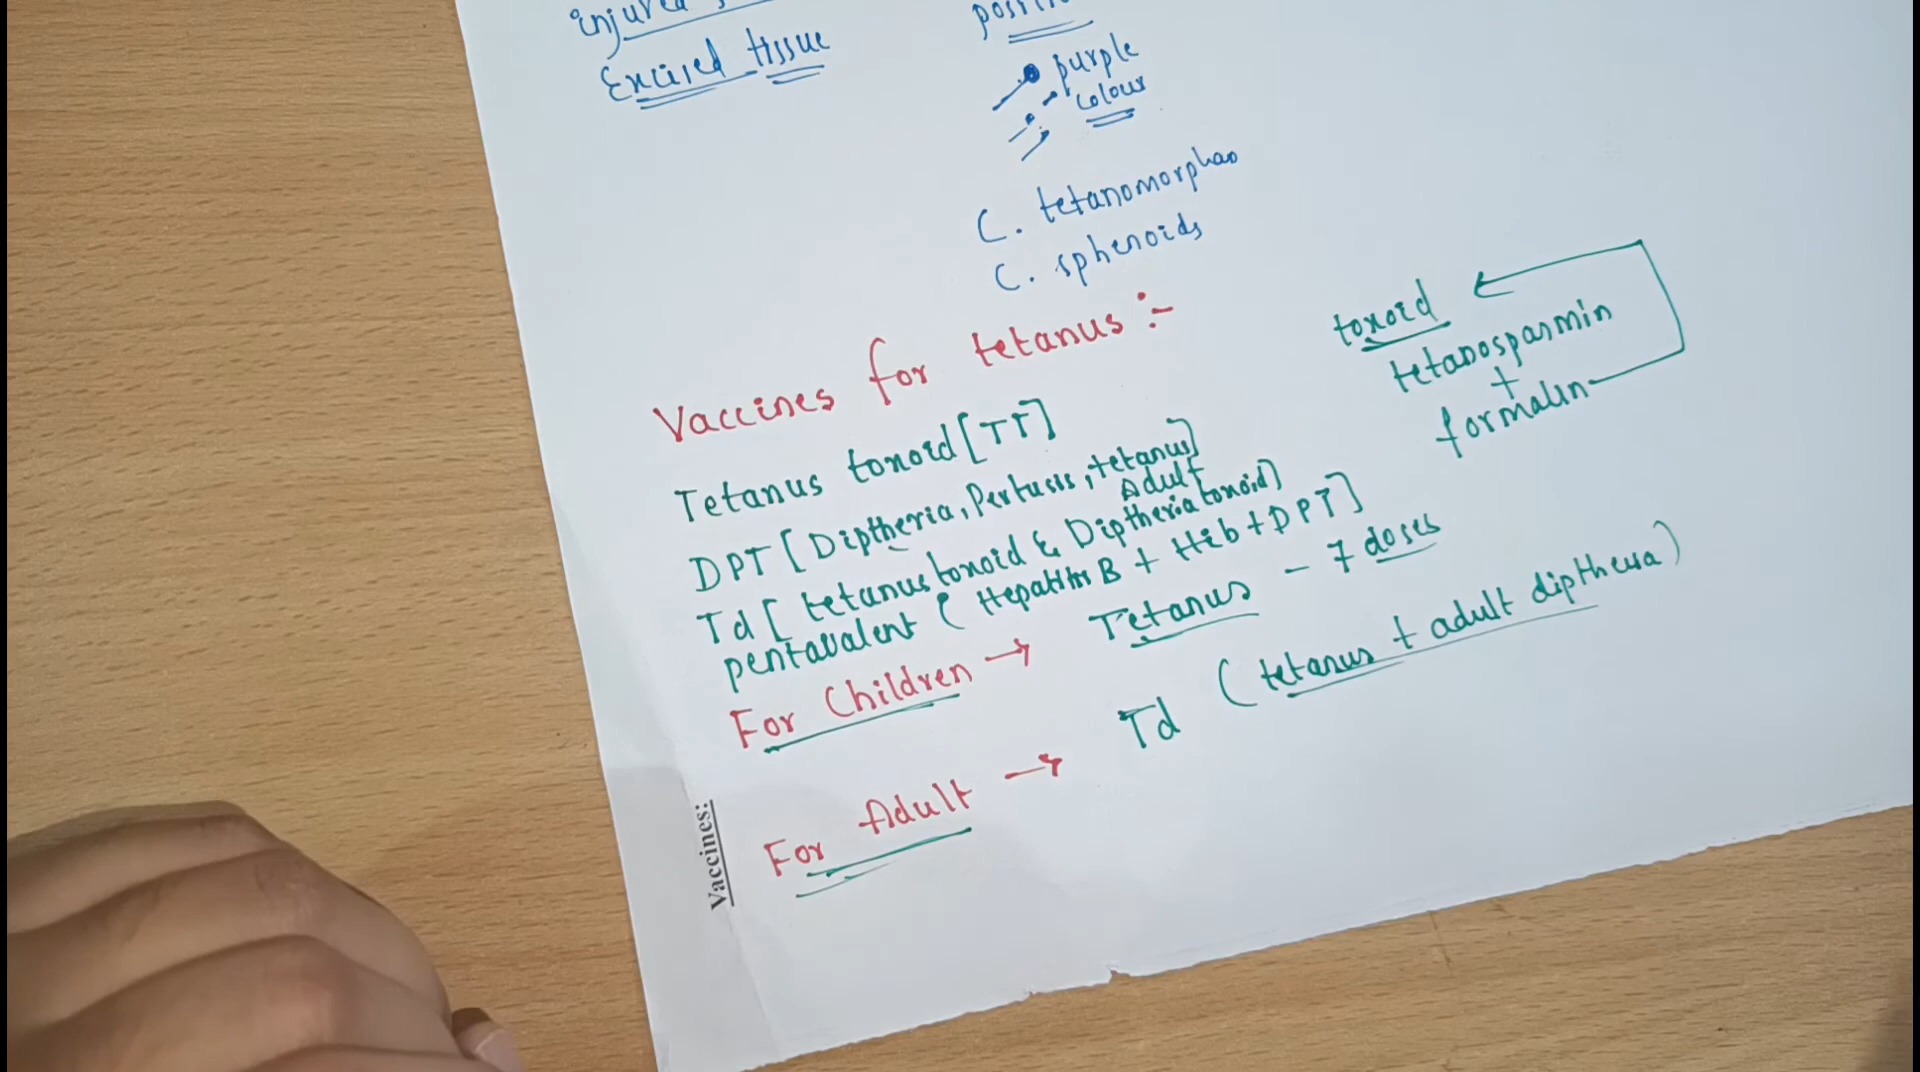 injured
Excised tissue
purple
colour
C. tetanomorphao
C. sphenoids
Vaccines for tetanus :-
Tetanus toxoid [TT]
DPT [Diptheria, Pertusis, tetanus]
Td [ tetanus toxoid & Adult Diptheria toxoid]
pentavalent ( Hepatitis B + Hib + DPT]
For Children → Tetanus - 7 doses
For Adult → Td (tetanus + adult diptheria)
toxoid
tetanospasmin
+
formalin
Vaccines: